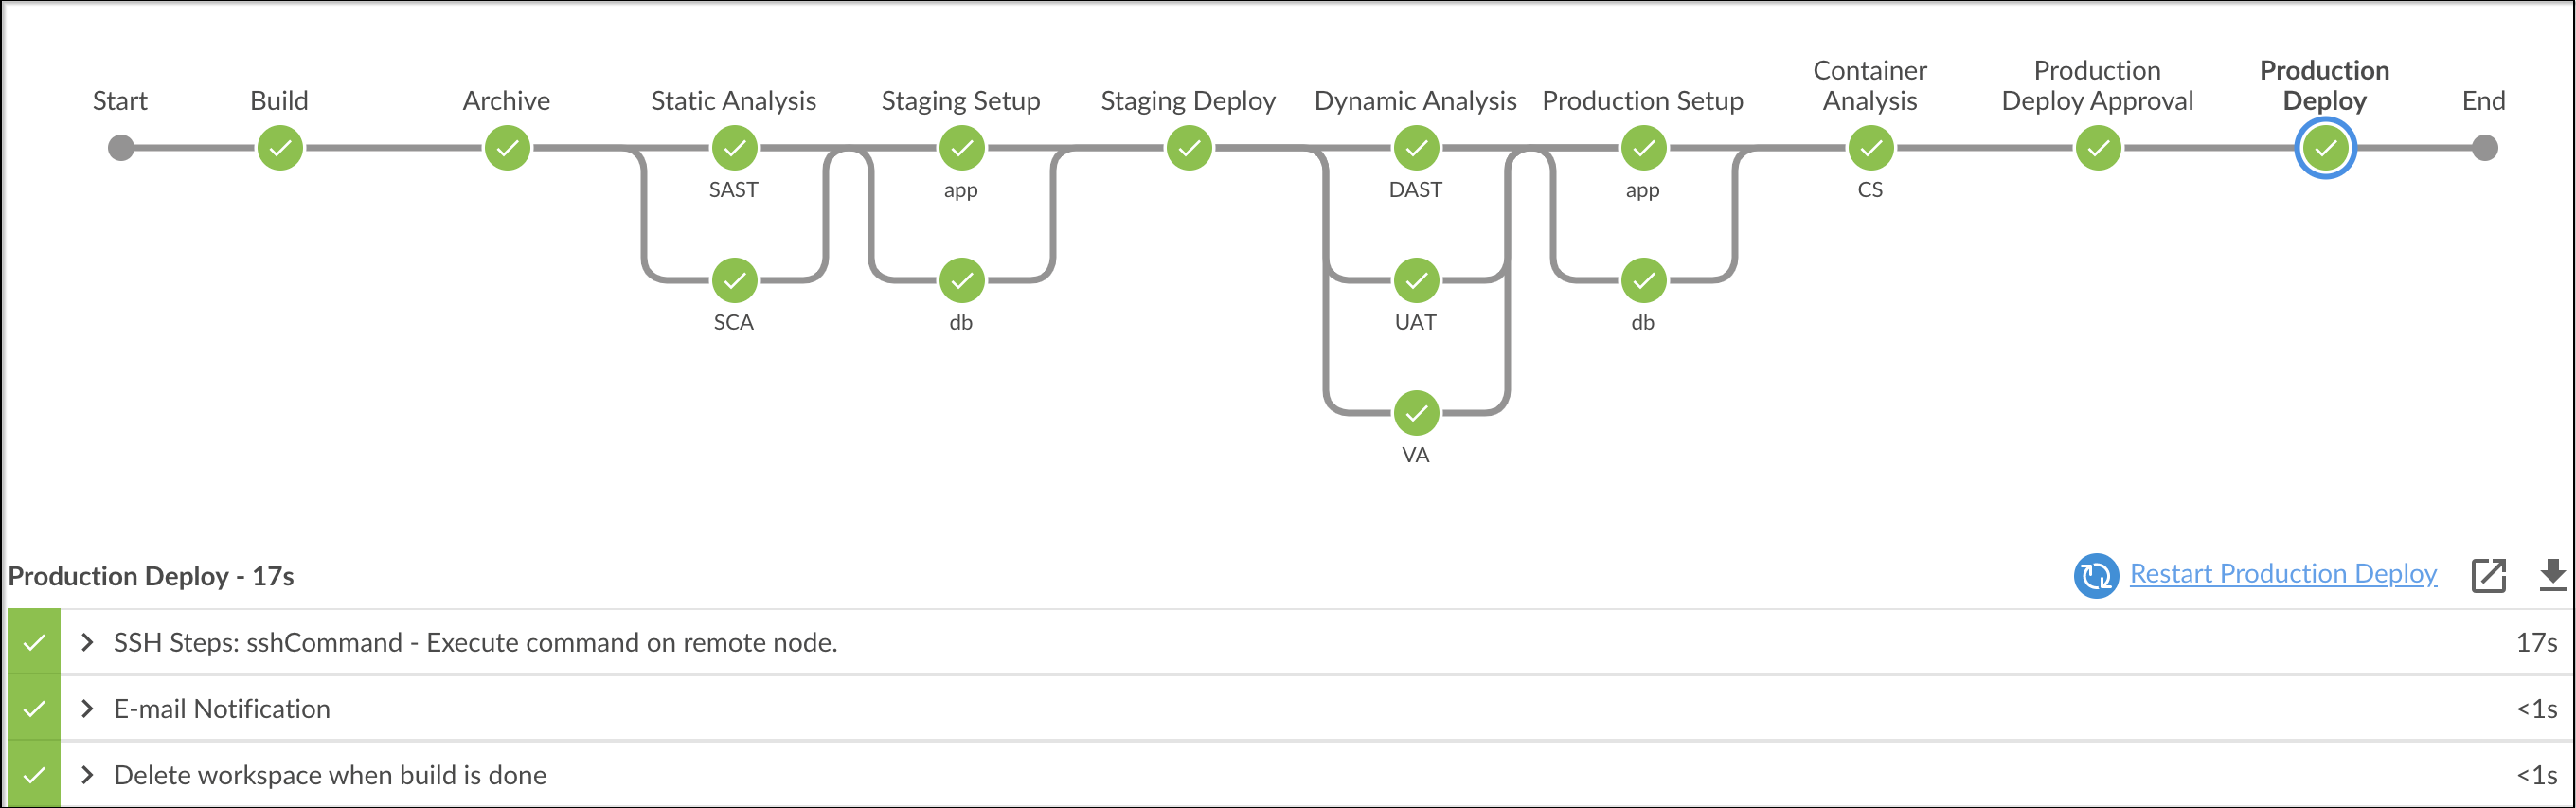 Start
Build
Archive
Static Analysis
Staging Setup
Staging Deploy
Dynamic Analysis
Production Setup
Container
Analysis
Production
Deploy Approval
Production
Deploy
End
SAST
app
DAST
app
CS
SCA
db
UAT
db
VA
Production Deploy - 17s
Restart Production Deploy
SSH Steps: sshCommand - Execute command on remote node.
17s
E-mail Notification
<1s
Delete workspace when build is done
<1s